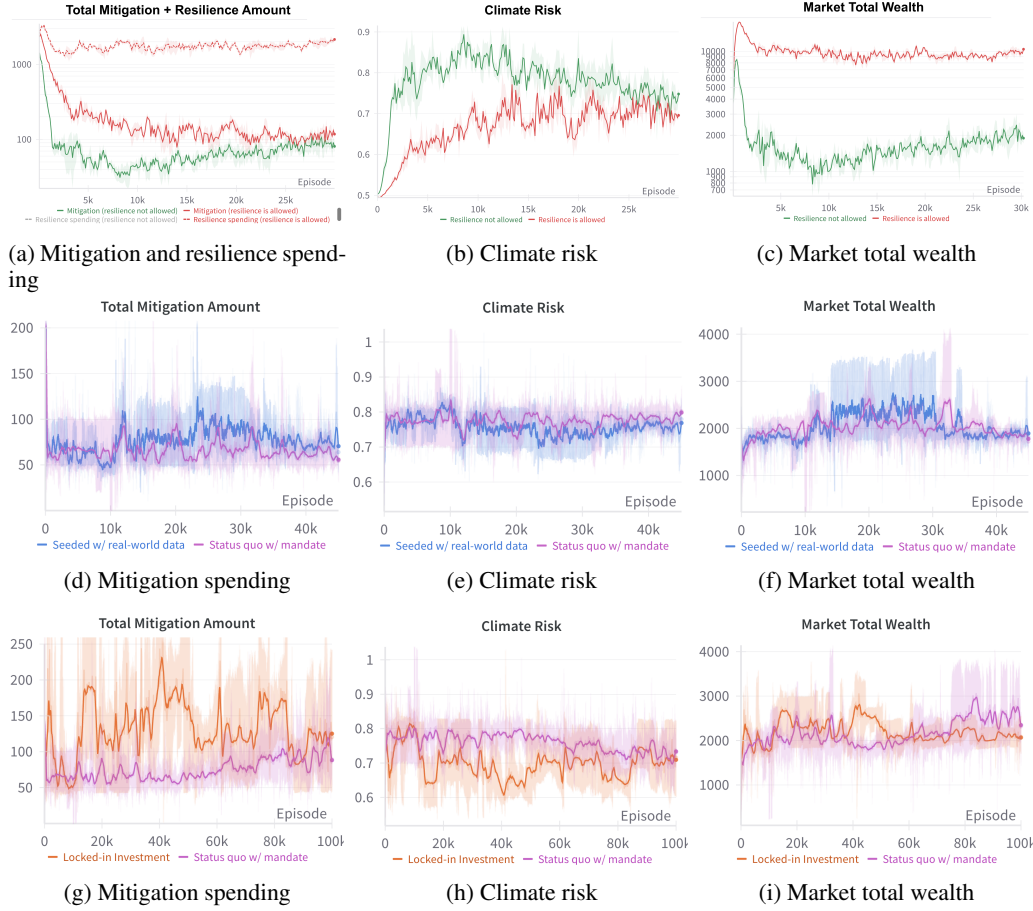 Total Mitigation + Resilience Amount
1000
100
Episode
5k
10k
15k
20k
25k
Mitigation (resilience not allowed)
Mitigation (resilience is allowed)
Resilience spending (resilience not allowed)
Resilience spending (resilience is allowed)
(a) Mitigation and resilience spend-
ing
Climate Risk
0.9
0.8
0.7
0.6
0.5
Episode
0
5k
10k
15k
20k
25k
Resilience not allowed
Resilience is allowed
(b) Climate risk
Market Total Wealth
10000
9000
8000
7000
6000
5000
4000
3000
2000
1000
900
800
700
Episode
5k
10k
15k
20k
25k
30k
Resilience not allowed
Resilience is allowed
(c) Market total wealth
Total Mitigation Amount
200
150
100
50
Episode
0
10k
20k
30k
40k
Seeded w/ real-world data
Status quo w/ mandate
(d) Mitigation spending
Climate Risk
1
0.9
0.8
0.7
0.6
Episode
0
10k
20k
30k
40k
Seeded w/ real-world data
Status quo w/ mandate
(e) Climate risk
Market Total Wealth
4000
3000
2000
1000
Episode
0
10k
20k
30k
40k
Seeded w/ real-world data
Status quo w/ mandate
(f) Market total wealth
Total Mitigation Amount
250
200
150
100
50
Episode
0
20k
40k
60k
80k
100k
Locked-in Investment
Status quo w/ mandate
(g) Mitigation spending
Climate Risk
1
0.9
0.8
0.7
0.6
Episode
0
20k
40k
60k
80k
100k
Locked-in Investment
Status quo w/ mandate
(h) Climate risk
Market Total Wealth
4000
3000
2000
1000
Episode
0
20k
40k
60k
80k
100k
Locked-in Investment
Status quo w/ mandate
(i) Market total wealth